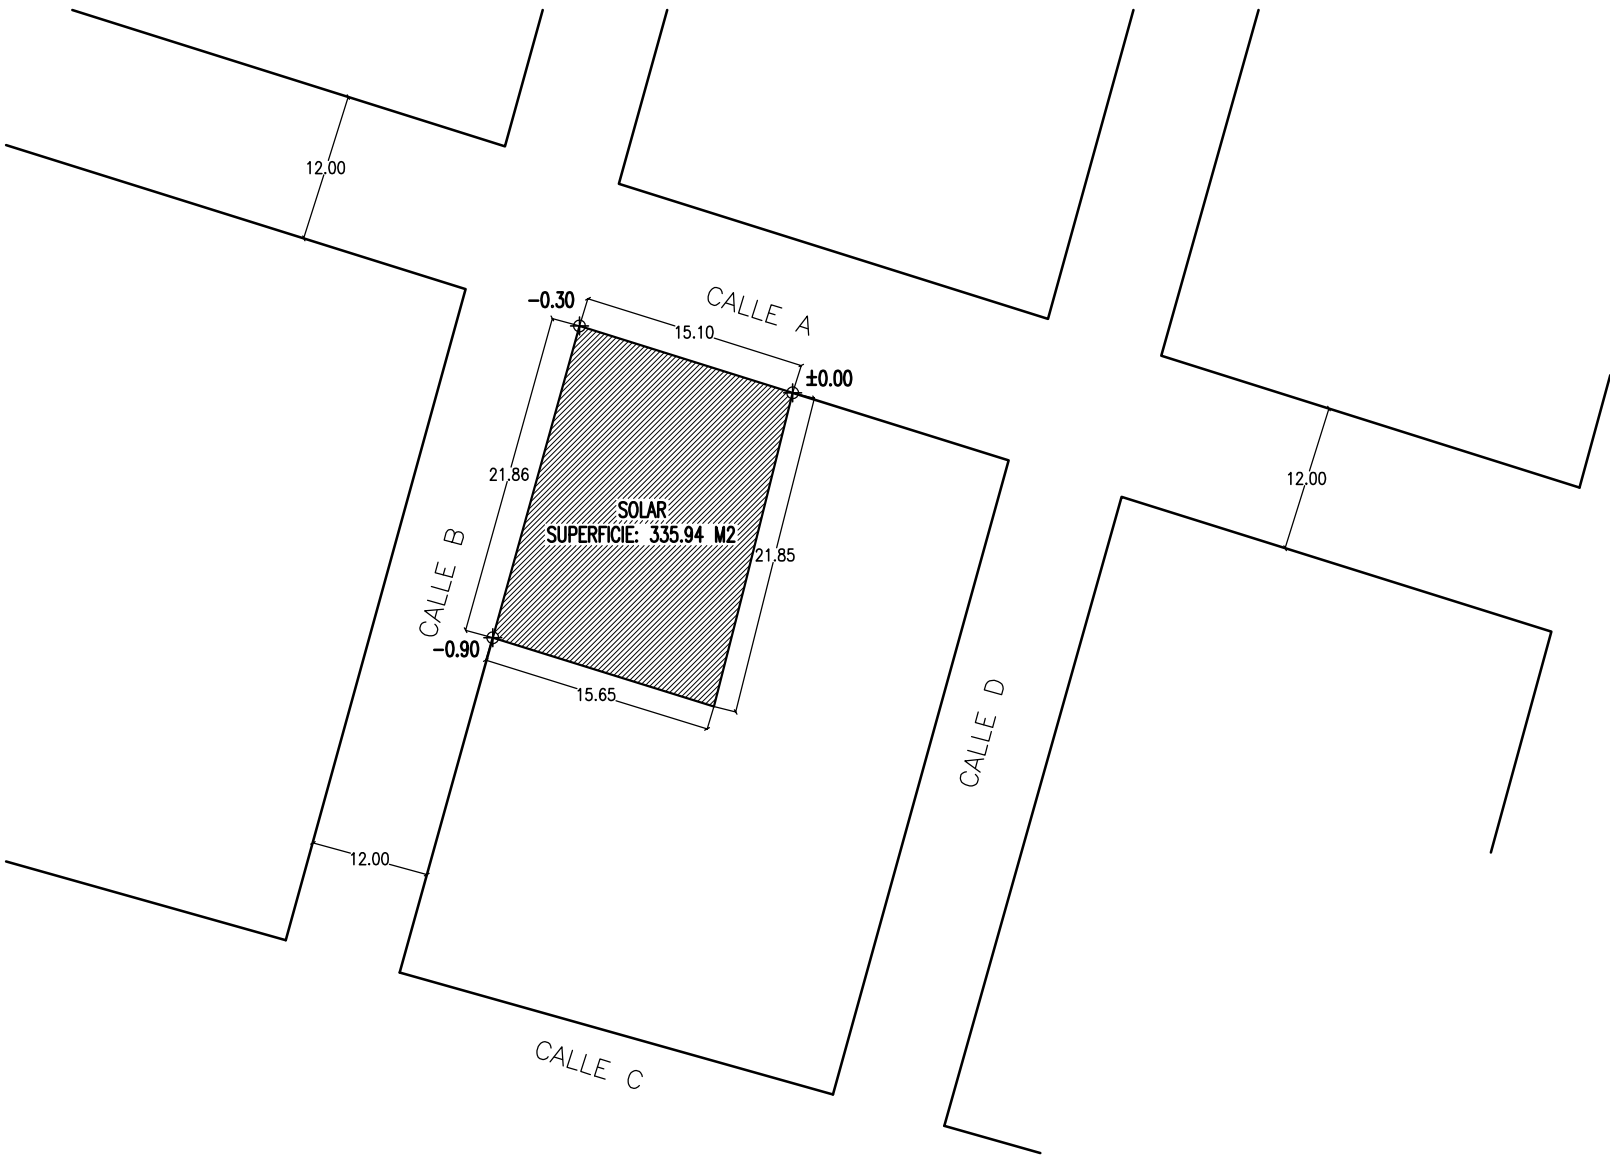 12.00
CALLE A
-0.30
15.10
±0.00
21.86
12.00
SOLAR
SUPERFICIE: 335.94 M2
21.85
CALLE B
-0.90
15.65
CALLE D
12.00
CALLE C